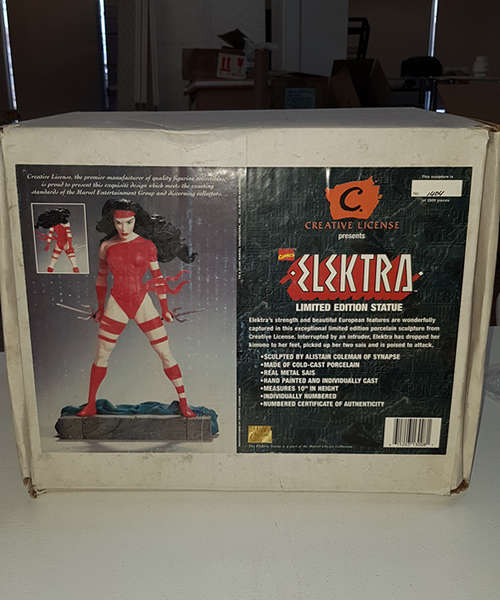 Creative License, the premier manufacturer of quality figurine collectibles
is proud to present this exquisite design which meets the exacting
standards of the Marvel Entertainment Group and discerning collectors.
This sculpture is
No.
of 2500 pieces
C.
CREATIVE LICENSE
presents
COMICS
ELEKTRA
LIMITED EDITION STATUE
Elektra's strength and beautiful European features are wonderfully
captured in this exceptional limited edition porcelain sculpture from
Creative License. Interrupted by an intruder, Elektra has dropped her
kimono to her feet, picked up her two sais and is poised to attack.
•SCULPTED BY ALISTAIR COLEMAN OF SYNAPSE
•MADE OF COLD-CAST PORCELAIN
•REAL METAL SAIS
•HAND PAINTED AND INDIVIDUALLY CAST
•MEASURES 10" IN HEIGHT
•INDIVIDUALLY NUMBERED
•NUMBERED CERTIFICATE OF AUTHENTICITY